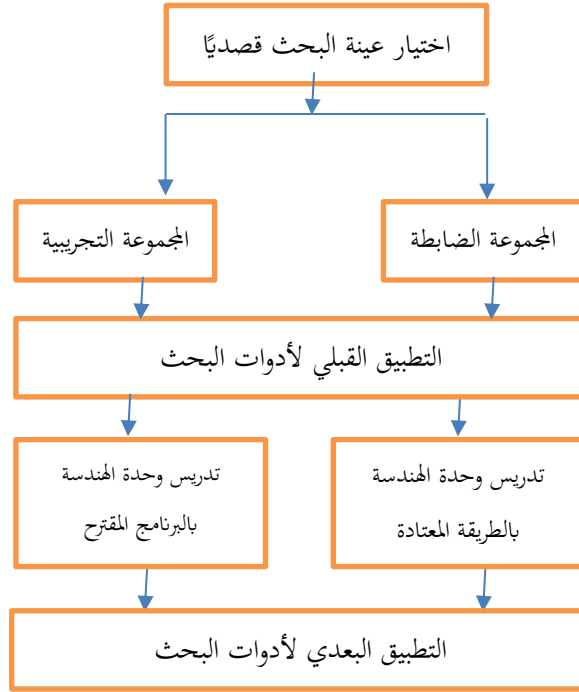 اختيار عينة البحث قصديًا
المجموعة الضابطة
المجموعة التجريبية
التطبيق القبلي لأدوات البحث
تدريس وحدة الهندسة
بالطريقة المعتادة
تدريس وحدة الهندسة
بالبرنامج المقترح
التطبيق البعدي لأدوات البحث